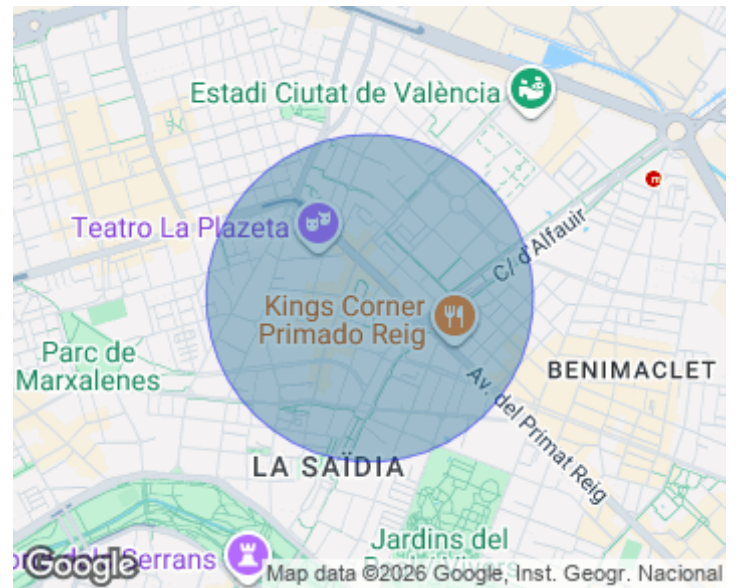 Estadi Ciutat de València
Teatro La Plazeta
C/ d'Alfauir
Kings Corner
Primado Reig
Parc de
Marxalenes
BENIMACLET
Av. del Primat Reig
LA SAÏDIA
Jardins del
Serrans
Google
Map data ©2026 Google, Inst. Geogr. Nacional